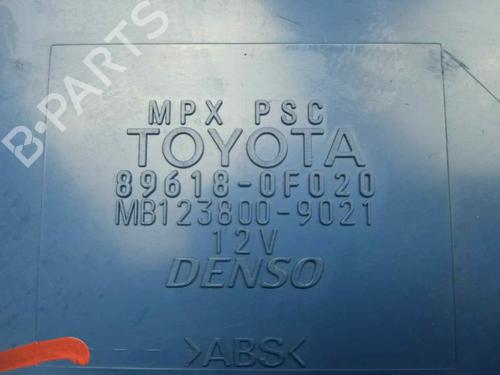 B-PARTS
MPX PSC
TOYOTA
89618-0F020
MB123800-9021
12V
DENSO
>ABS<